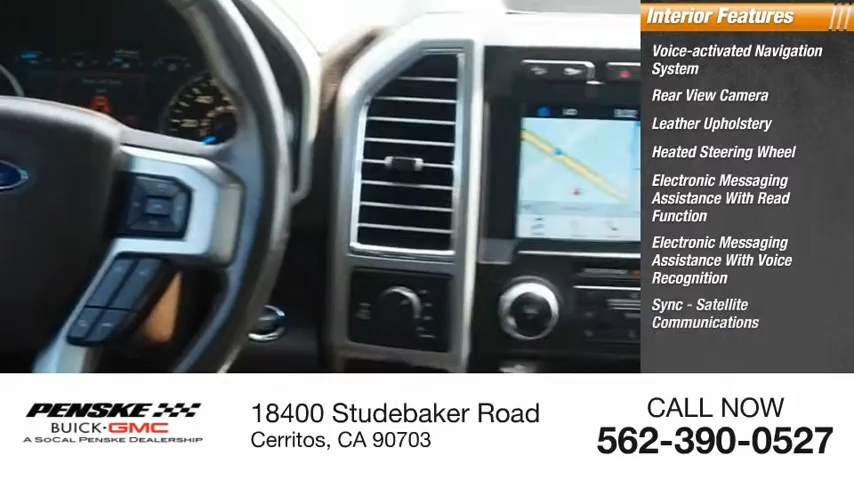 Interior Features
Voice-activated Navigation
System
Rear View Camera
Leather Upholstery
Heated Steering Wheel
Electronic Messaging
Assistance With Read
Function
Electronic Messaging
Assistance With Voice
Recognition
Sync - Satellite
Communications
PENSKE
BUICK·GMC
A SoCal Penske Dealership
18400 Studebaker Road
Cerritos, CA 90703
CALL NOW
562-390-0527